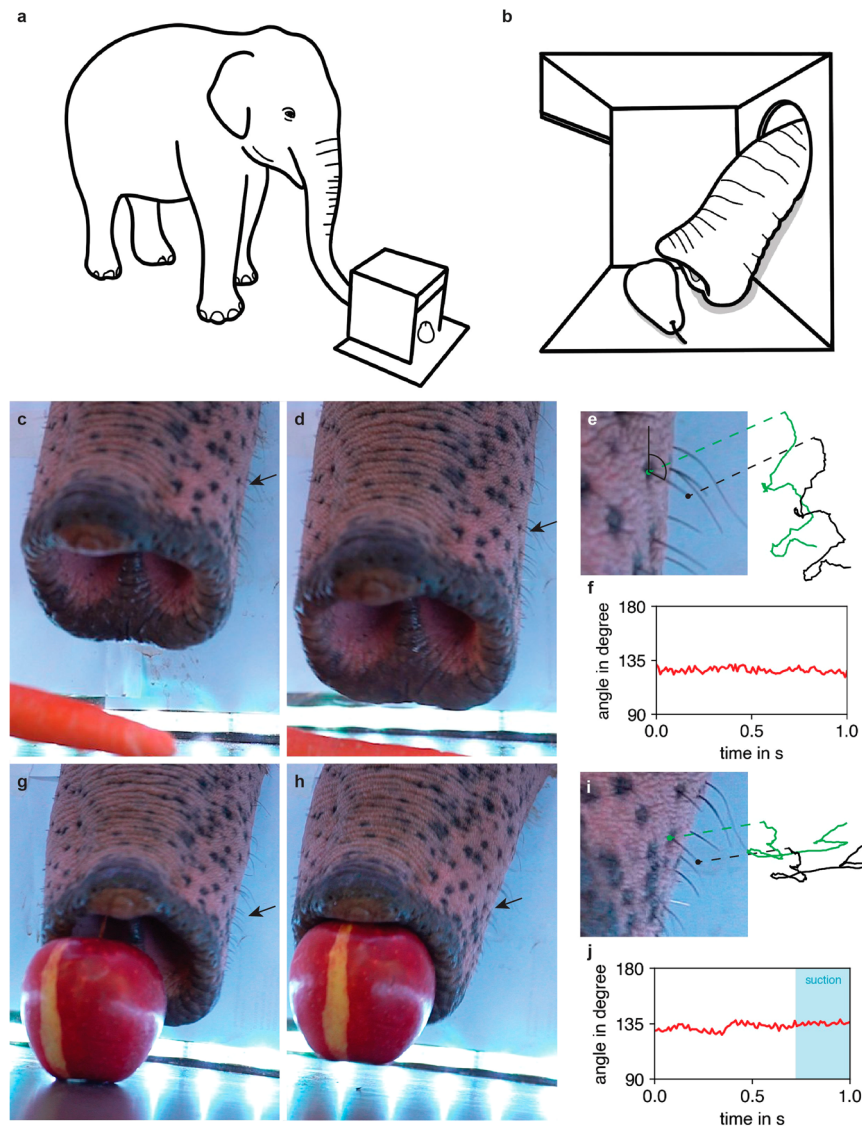 a
b
c
d
e
f
180
135
90
angle in degree
0.0
0.5
1.0
time in s
g
h
i
j
180
suction
135
90
angle in degree
0.0
0.5
1.0
time in s